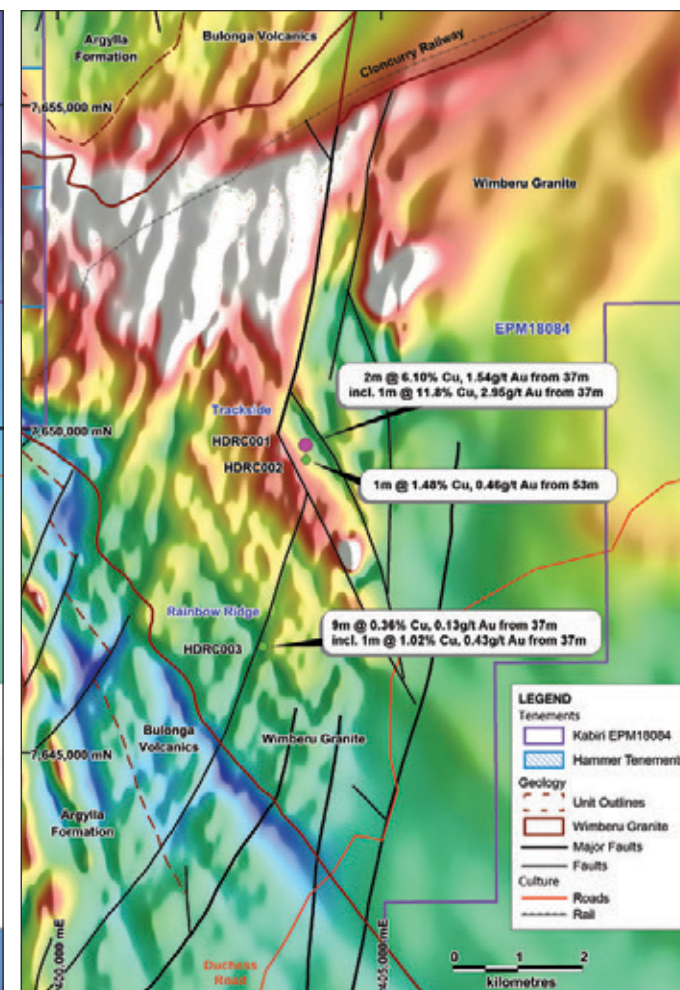 Argylla
Formation
Bulonga Volcanics
Cloncurry Railway
7,655,000 mN
Wimberu Granite
EPM18084
2m @ 6.10% Cu, 1.54g/t Au from 37m
incl. 1m @ 11.8% Cu, 2.95g/t Au from 37m
Trackside
7,650,000 mN
HDRC001
HDRC002
1m @ 1.48% Cu, 0.46g/t Au from 53m
Rainbow Ridge
9m @ 0.36% Cu, 0.13g/t Au from 37m
incl. 1m @ 1.02% Cu, 0.43g/t Au from 37m
HDRC003
Bulonga
Volcanics
Wimberu Granite
7,645,000 mN
Argylla
Formation
LEGEND
Tenements
Kabiri EPM18084
Hammer Tenement
Geology
Unit Outlines
Wimberu Granite
Major Faults
Faults
Culture
Roads
Rail
400,000 mE
405,000 mE
Duchess
Road
0 1 2
kilometres